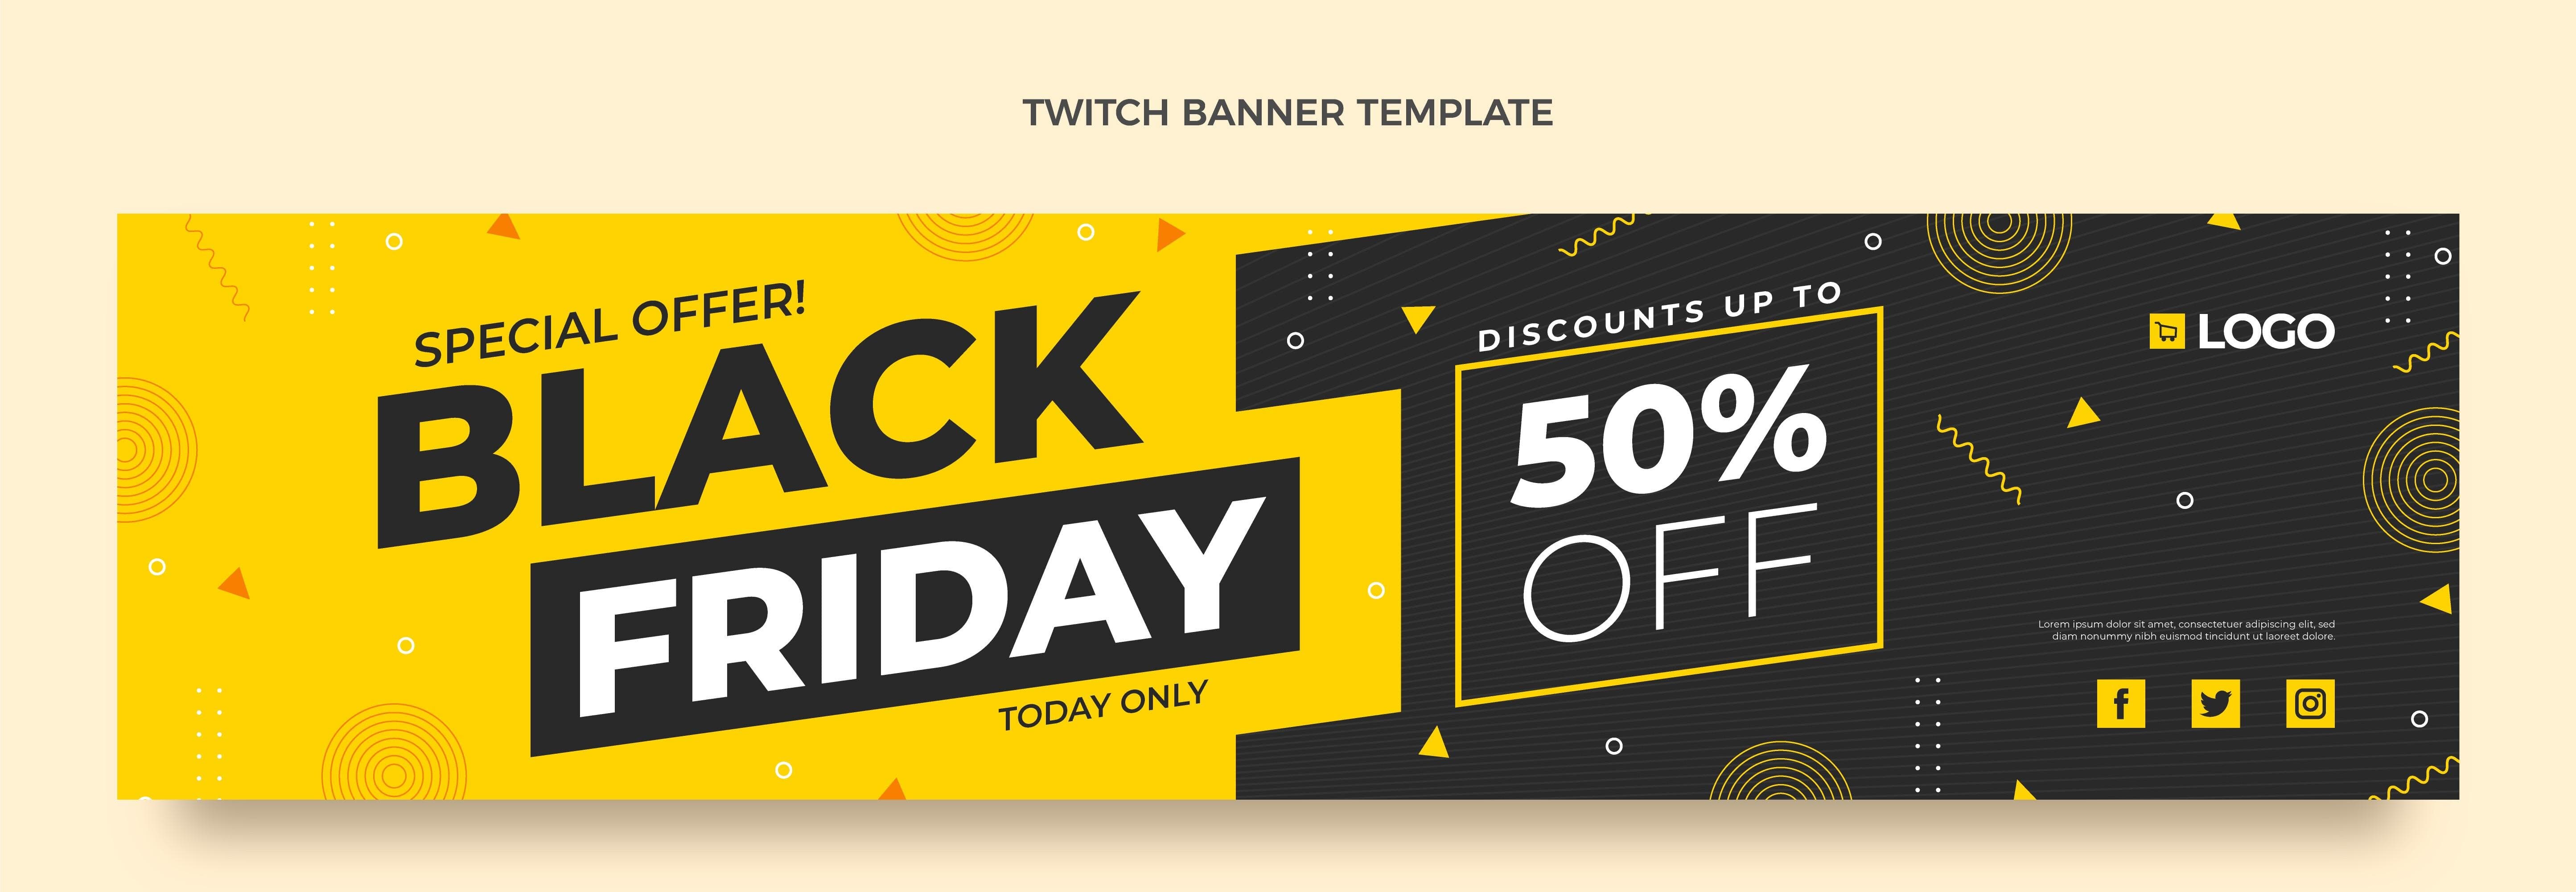 TWITCH BANNER TEMPLATE
SPECIAL OFFER!
BLACK
FRIDAY
TODAY ONLY
DISCOUNTS UP TO
50%
OFF
LOGO
Lorem ipsum dolor sit amet, consectetuer adipiscing elit, sed
diam nonummy nibh euismod tincidunt ut laoreet dolore.